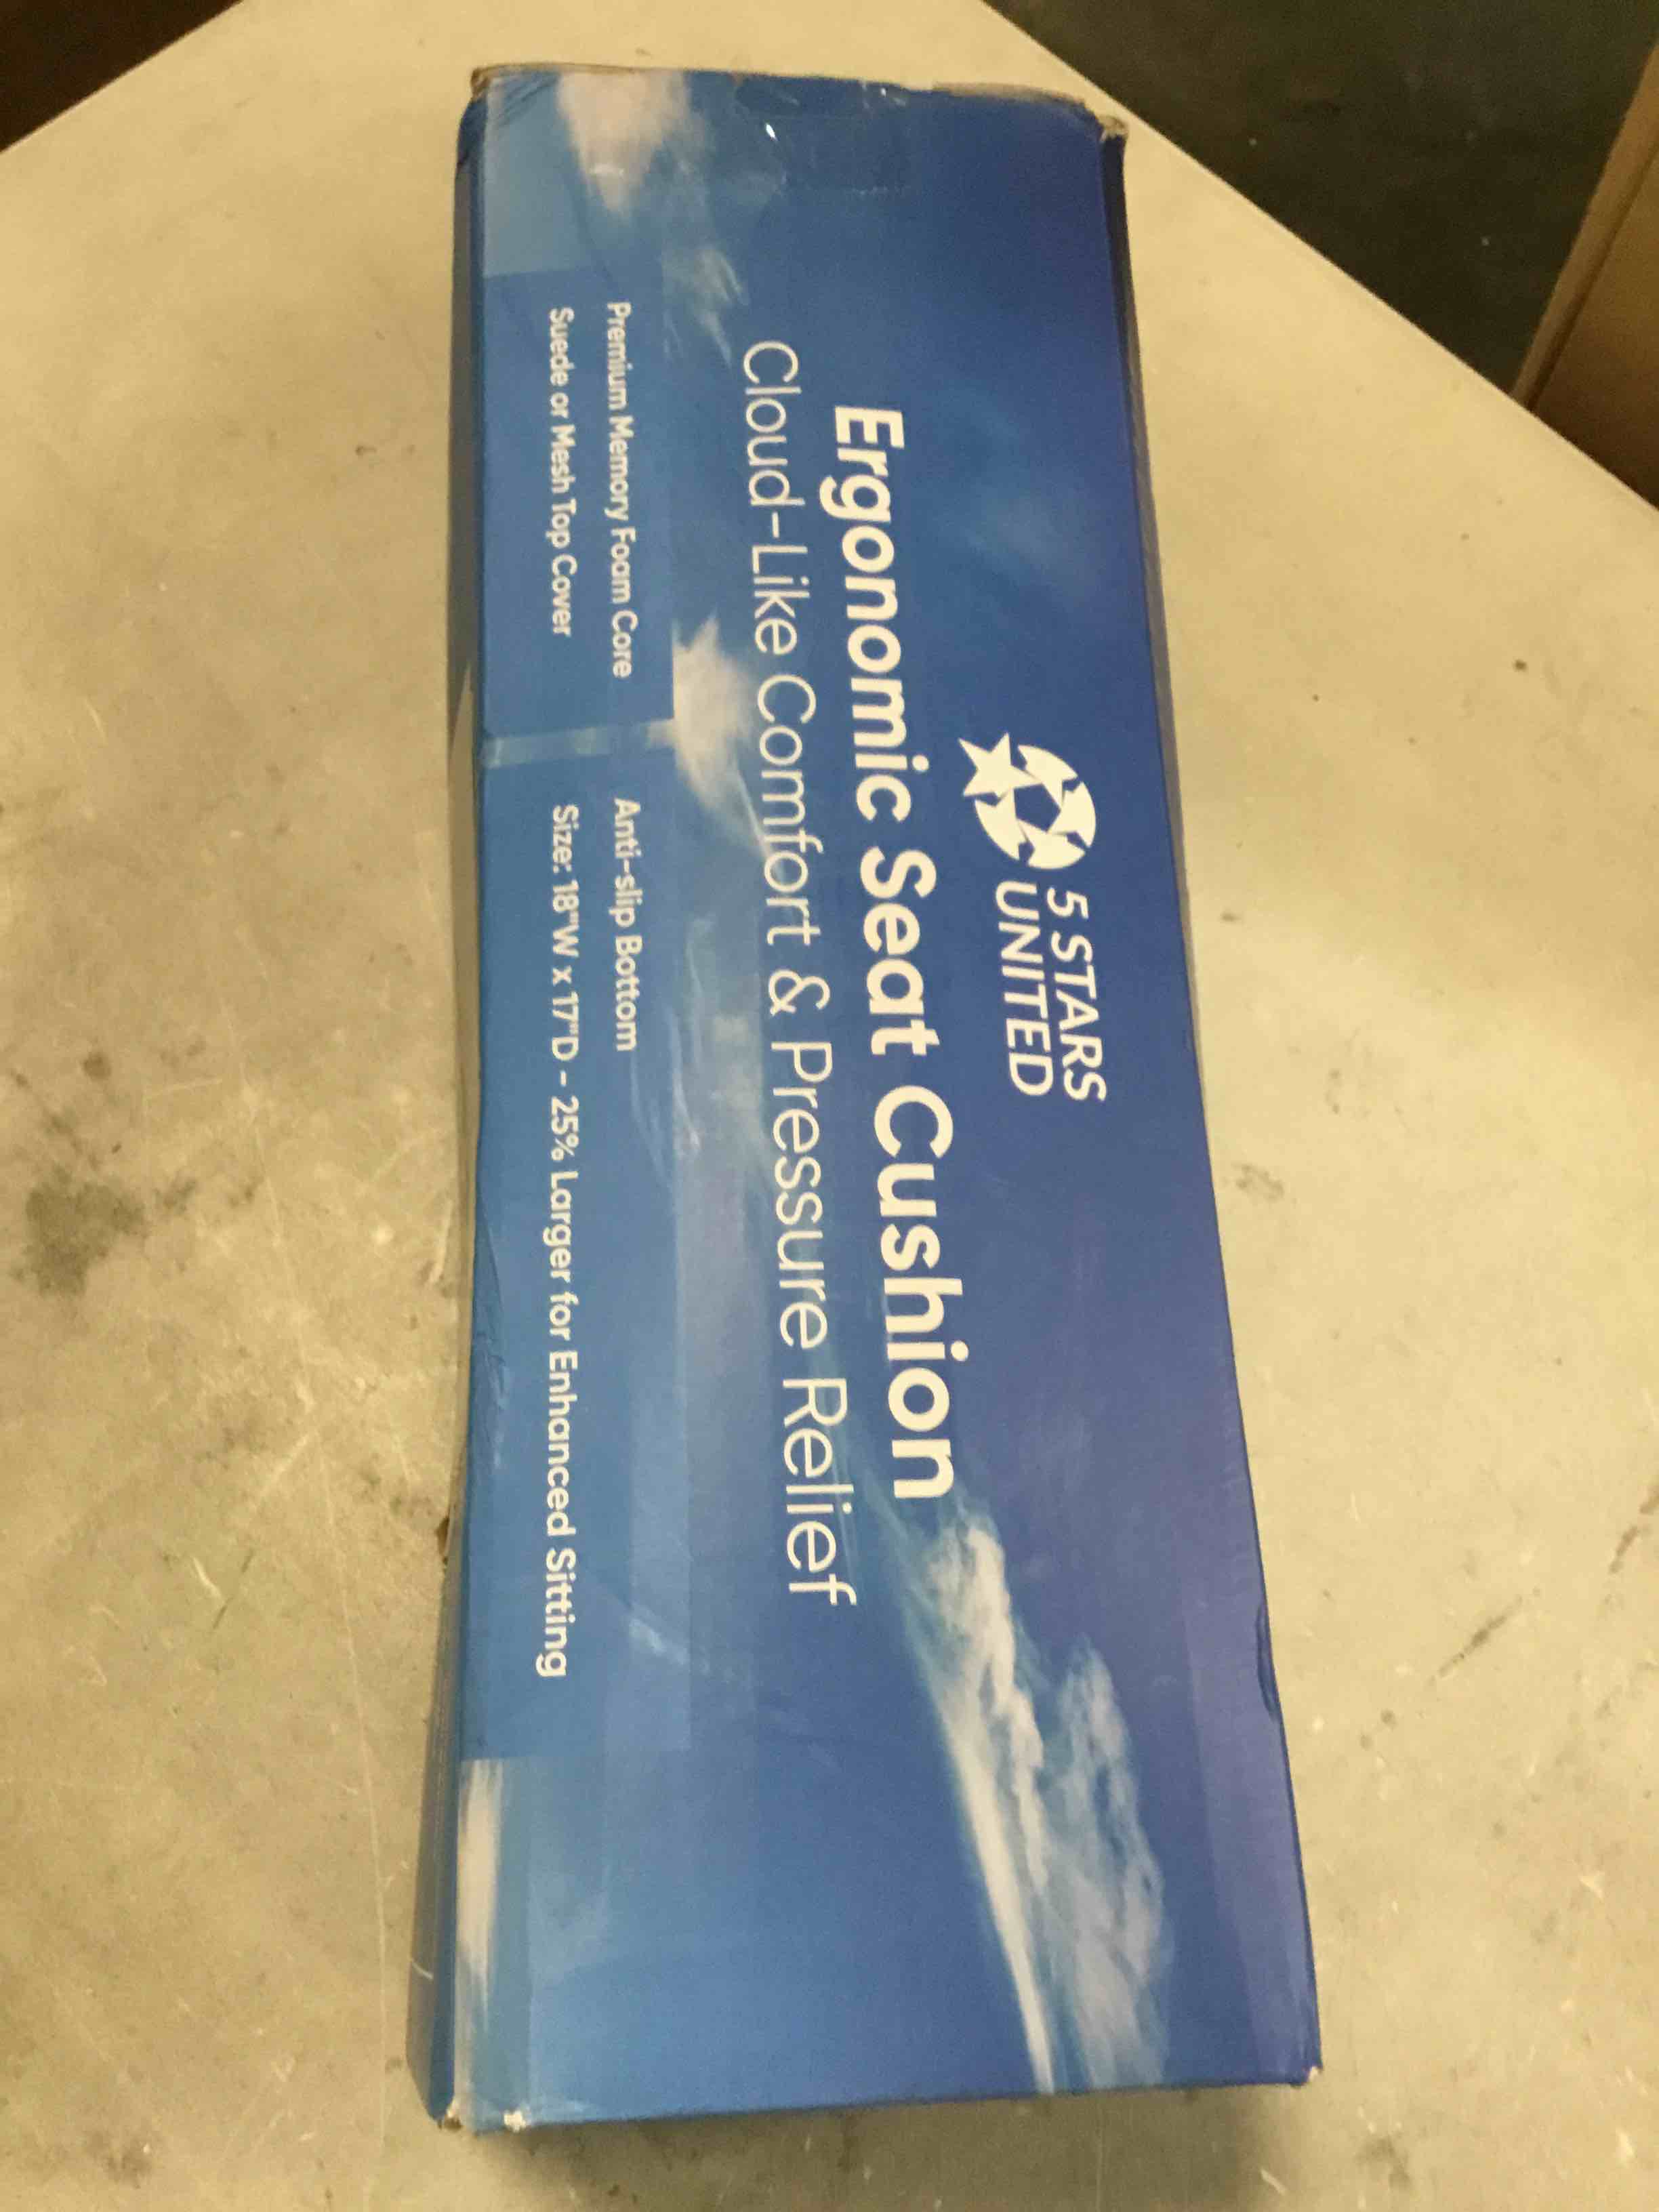 5 STARS
UNITED
Ergonomic Seat Cushion
Cloud-Like Comfort & Pressure Relief
Premium Memory Foam Core
Suede or Mesh Top Cover
Anti-slip Bottom
Size: 18"W x 17"D - 25% Larger for Enhanced Sitting